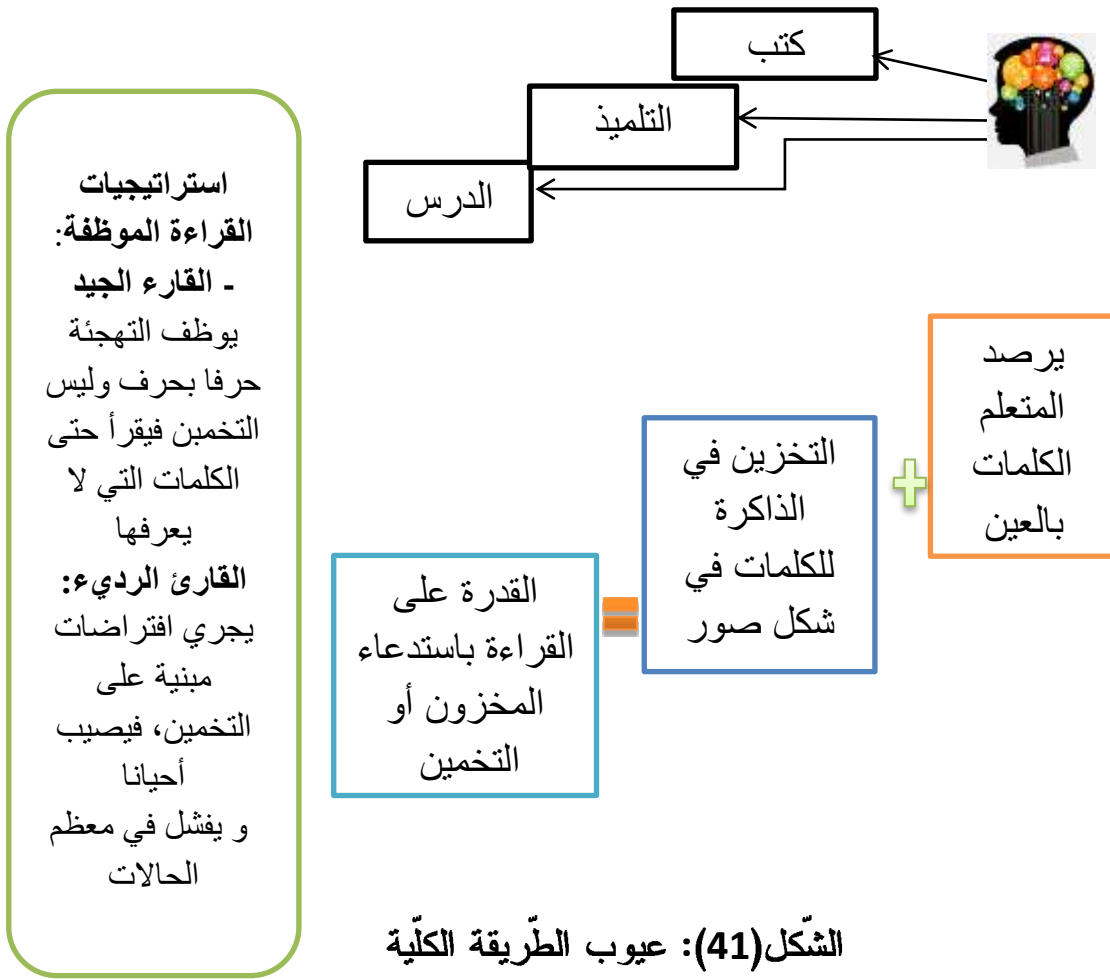 كتب
التلميذ
الدرس
يرصد
المتعلم
الكلمات
بالعين
التخزين في
الذاكرة
للكلمات في
شكل صور
القدرة على
القراءة باستدعاء
المخزون أو
التخمين
استراتيجيات
القراءة الموظفة:
- القارء الجيد
يوظف التهجئة
حرفا بحرف وليس
التخمبن فيقرأ حتى
الكلمات التي لا
يعرفها
القارئ الرديء:
يجري افتراضات
مبنية على
التخمين، فيصيب
أحيانا
و يفشل في معظم
الحالات
الشّكل(41): عيوب الطّريقة الكلّية